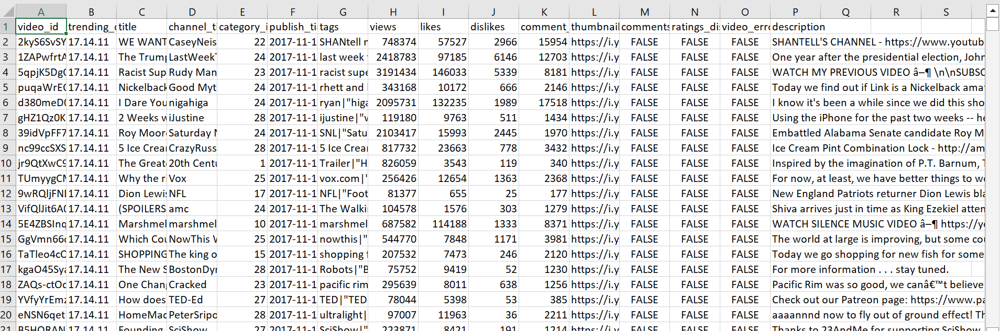 A B C D E F G H I J K L M N O P Q R S
1 video_id trending_ title channel_ti category_i publish_ti tags views likes dislikes comment_ thumbnail comments ratings_dis video_erro description
2 2kyS6SvSY 17.14.11 WE WANT CaseyNeis 22 2017-11-1 SHANtell m 748374 57527 2966 15954 https://i.y FALSE FALSE FALSE SHANTELL'S CHANNEL - https://www.youtub
3 1ZAPwfrtA 17.14.11 The Trump LastWeekT 24 2017-11-1 last week 2418783 97185 6146 12703 https://i.y FALSE FALSE FALSE One year after the presidential election, John
4 5qpjK5DgC 17.14.11 Racist Sup Rudy Man 23 2017-11-1 racist supe 3191434 146033 5339 8181 https://i.y FALSE FALSE FALSE WATCH MY PREVIOUS VIDEO â–¶ \n\nSUBSC
5 puqaWrEC 17.14.11 Nickelback Good Myt 24 2017-11-1 rhett and 343168 10172 666 2146 https://i.y FALSE FALSE FALSE Today we find out if Link is a Nickelback ama
6 d380meD0 17.14.11 I Dare You nigahiga 24 2017-11-1 ryan|"higa 2095731 132235 1989 17518 https://i.y FALSE FALSE FALSE I know it's been a while since we did this sho
7 gHZ1Qz0K 17.14.11 2 Weeks w iJustine 28 2017-11-1 ijustine|"v 119180 9763 511 1434 https://i.y FALSE FALSE FALSE Using the iPhone for the past two weeks -- he
8 39idVpFF7 17.14.11 Roy Moor Saturday N 24 2017-11-1 SNL|"Satu 2103417 15993 2445 1970 https://i.y FALSE FALSE FALSE Embattled Alabama Senate candidate Roy M
9 nc99ccSXS 17.14.11 5 Ice Crea CrazyRuss 28 2017-11-1 5 Ice Crea 817732 23663 778 3432 https://i.y FALSE FALSE FALSE Ice Cream Pint Combination Lock - http://am
10 jr9QtXwC9 17.14.11 The Great 20th Centu 1 2017-11-1 Trailer|"H 826059 3543 119 340 https://i.y FALSE FALSE FALSE Inspired by the imagination of P.T. Barnum, T
11 TUmyygCN 17.14.11 Why the ri Vox 25 2017-11-1 vox.com|" 256426 12654 1363 2368 https://i.y FALSE FALSE FALSE For now, at least, we have better things to wo
12 9wRQljFNI 17.14.11 Dion Lewis NFL 17 2017-11-1 NFL|"Foot 81377 655 25 177 https://i.y FALSE FALSE FALSE New England Patriots returner Dion Lewis bla
13 VifQlJit6A0 17.14.11 (SPOILERS amc 24 2017-11-1 The Walki 104578 1576 303 1279 https://i.y FALSE FALSE FALSE Shiva arrives just in time as King Ezekiel atten
14 5E4ZBSInq 17.14.11 Marshmel marshmel 10 2017-11-1 marshmel 687582 114188 1333 8371 https://i.y FALSE FALSE FALSE WATCH SILENCE MUSIC VIDEO â–¶ https://yo
15 GgVmn66o 17.14.11 Which Cou NowThis W 25 2017-11-1 nowthis|" 544770 7848 1171 3981 https://i.y FALSE FALSE FALSE The world at large is improving, but some cou
16 TaTleo4cC 17.14.11 SHOPPING The king o 15 2017-11-1 shopping f 207532 7473 246 2120 https://i.y FALSE FALSE FALSE Today we go shopping for new fish for some
17 kgaO45Sya 17.14.11 The New S BostonDyr 28 2017-11-1 Robots|"B 75752 9419 52 1230 https://i.y FALSE FALSE FALSE For more information . . . stay tuned.
18 ZAQs-ctOq 17.14.11 One Chang Cracked 23 2017-11-1 pacific rim 295639 8011 638 1256 https://i.y FALSE FALSE FALSE Pacific Rim was so good, we canâ€™t believe
19 YVfyYrEmz 17.14.11 How does TED-Ed 27 2017-11-1 TED|"TED 78044 5398 53 385 https://i.y FALSE FALSE FALSE Check out our Patreon page: https://www.pa
20 eNSN6qet 17.14.11 HomeMac PeterSripo 28 2017-11-1 ultralight| 97007 11963 36 2211 https://i.y FALSE FALSE FALSE aaaannnd now to fly out of ground effect! Th
21 B5HORAN 17.14.11 Founding SciShow 27 2017-11-1 SciShow|" 223871 8421 191 1214 https://i.y FALSE FALSE FALSE Thanks to 23AndMe for supporting SciShow